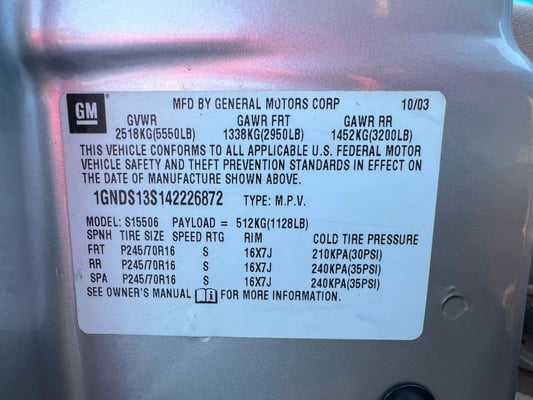 GM
MFD BY GENERAL MOTORS CORP 10/03
GVWR GAWR FRT GAWR RR
2518KG(5550LB) 1338KG(2950LB) 1452KG(3200LB)
THIS VEHICLE CONFORMS TO ALL APPLICABLE U.S. FEDERAL MOTOR
VEHICLE SAFETY AND THEFT PREVENTION STANDARDS IN EFFECT ON
THE DATE OF MANUFACTURE SHOWN ABOVE.
1GNDS13S142226872 TYPE: M.P.V.
MODEL: S15506 PAYLOAD = 512KG(1128LB)
SPNH TIRE SIZE SPEED RTG RIM COLD TIRE PRESSURE
FRT P245/70R16 S 16X7J 210KPA(30PSI)
RR P245/70R16 S 16X7J 240KPA(35PSI)
SPA P245/70R16 S 16X7J 240KPA(35PSI)
SEE OWNER'S MANUAL FOR MORE INFORMATION.